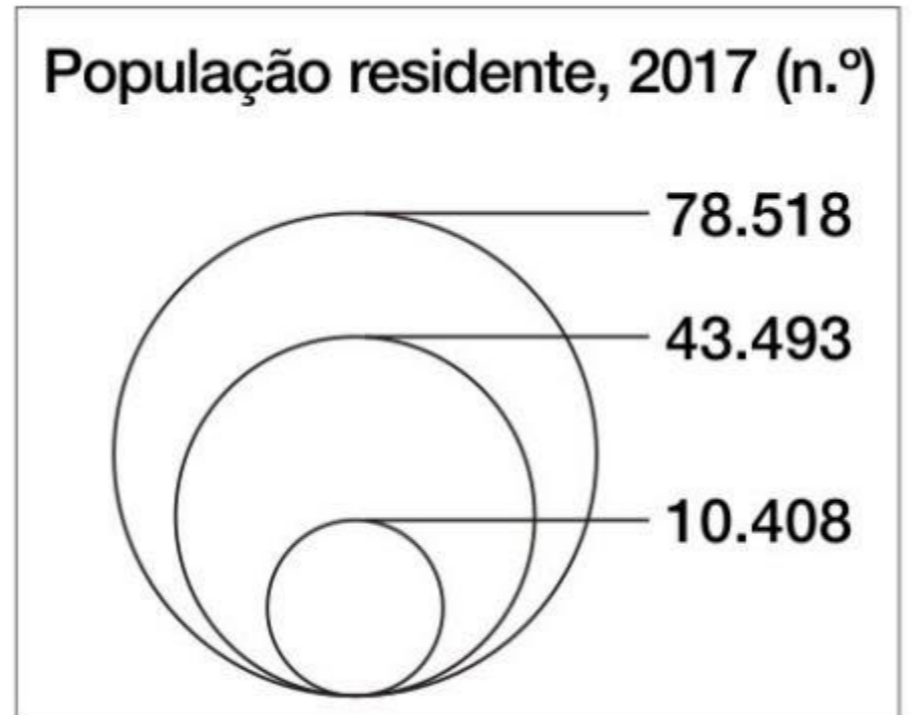 População residente, 2017 (n.º)
78.518
43.493
10.408